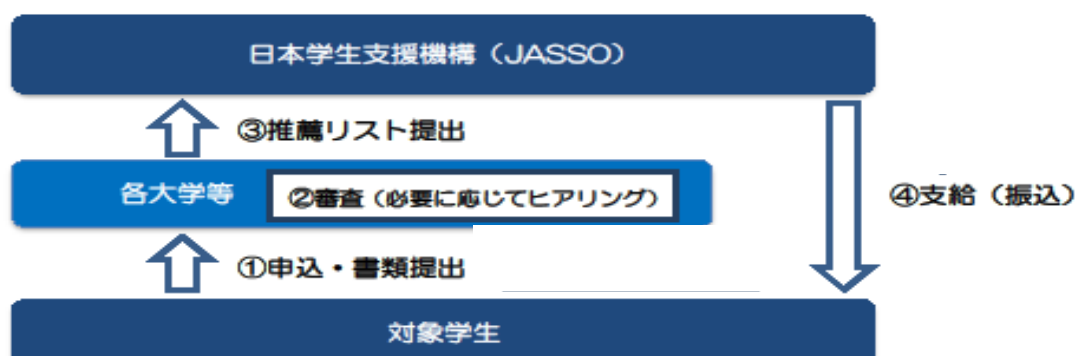 日本学生支援機構（JASSO）
③推薦リスト提出
各大学等
②審査（必要に応じてヒアリング）
④支給（振込）
①申込・書類提出
対象学生